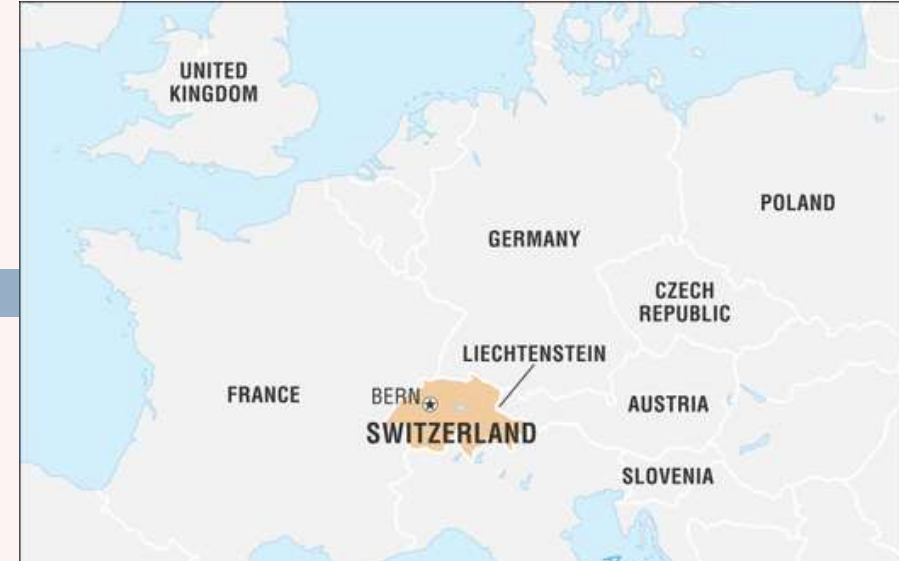 UNITED
KINGDOM
POLAND
GERMANY
CZECH
REPUBLIC
LIECHTENSTEIN
FRANCE
BERN
AUSTRIA
SWITZERLAND
SLOVENIA